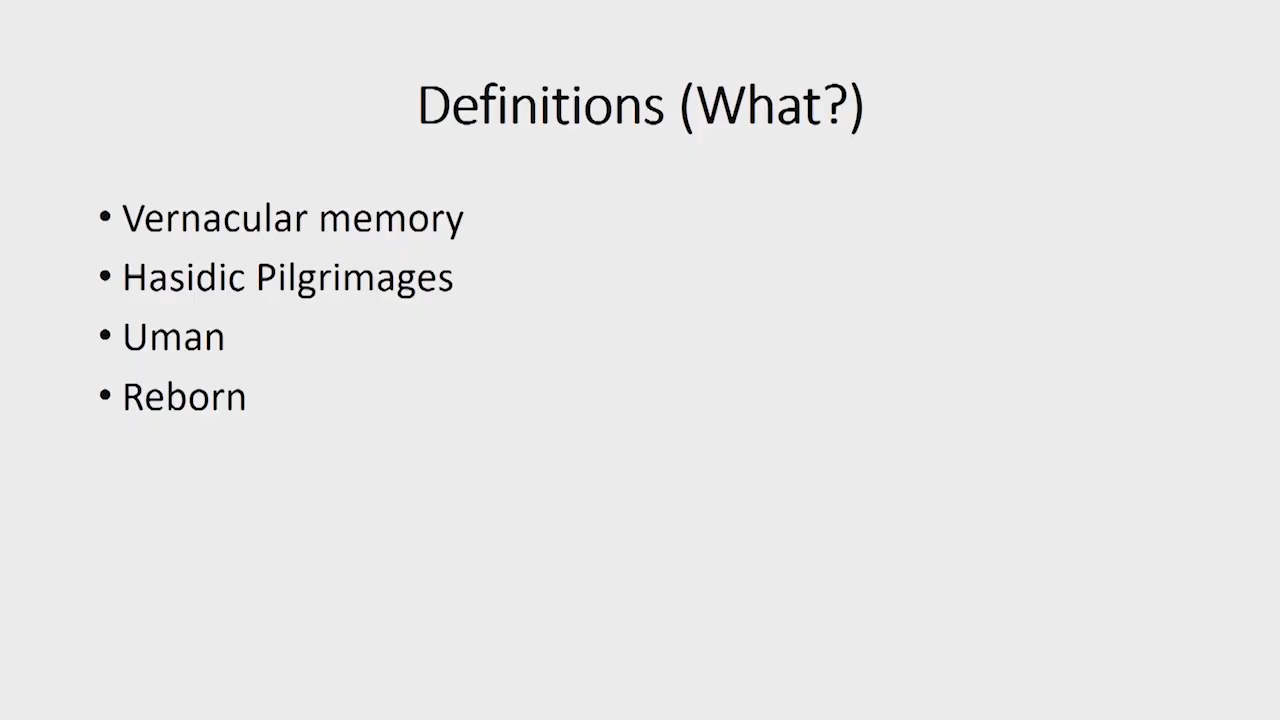 Definitions (What?)
• Vernacular memory
• Hasidic Pilgrimages
• Uman
• Reborn